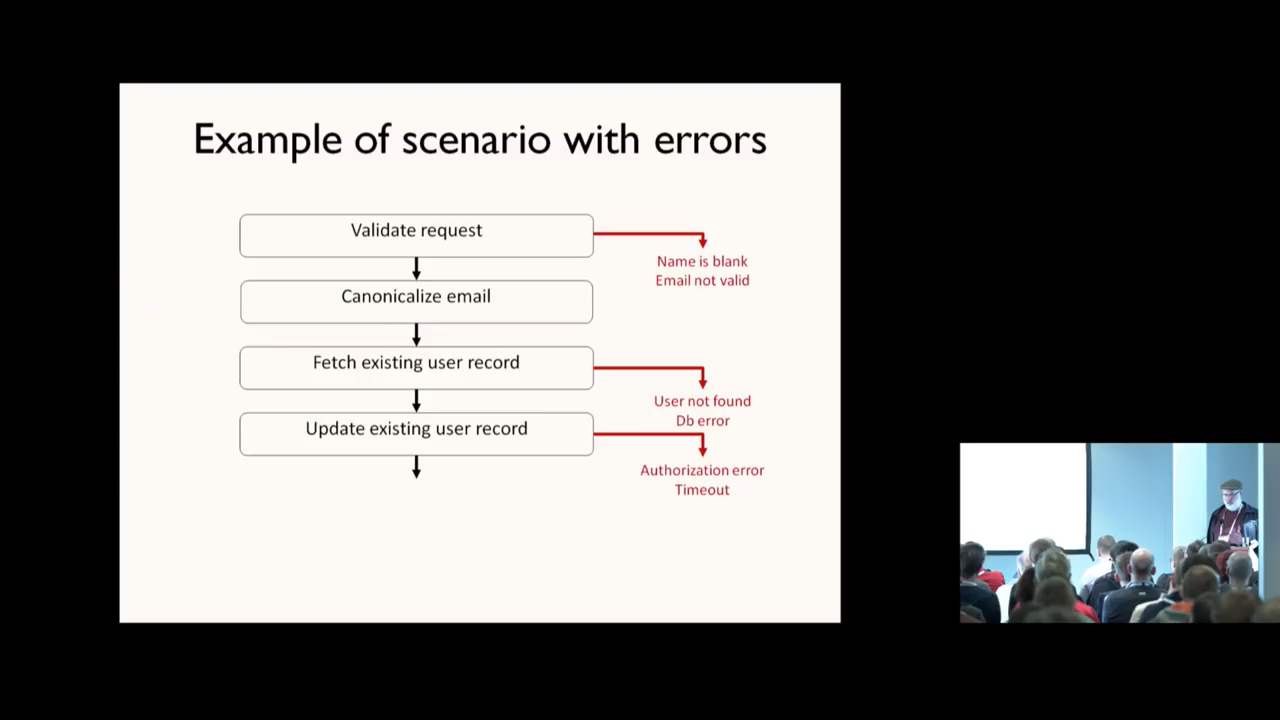 Example of scenario with errors
Validate request
Name is blank
Email not valid
Canonicalize email
Fetch existing user record
User not found
Db error
Update existing user record
Authorization error
Timeout